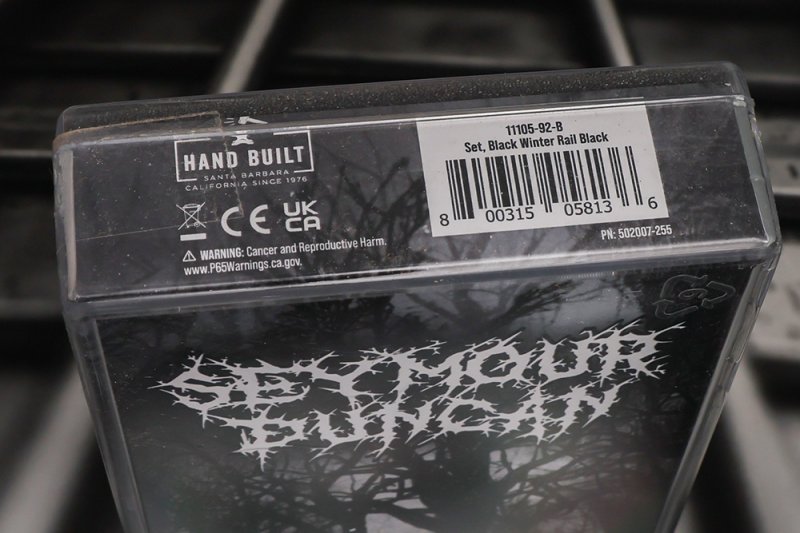 HAND BUILT
SANTA BARBARA
CALIFORNIA SINCE 1976
CE UK
CA
WARNING: Cancer and Reproductive Harm.
www.P65Warnings.ca.gov.
11105-92-B
Set, Black Winter Rail Black
8 00315 05813 6
PN: 502007-255
SEYMOUR
DUNCAN